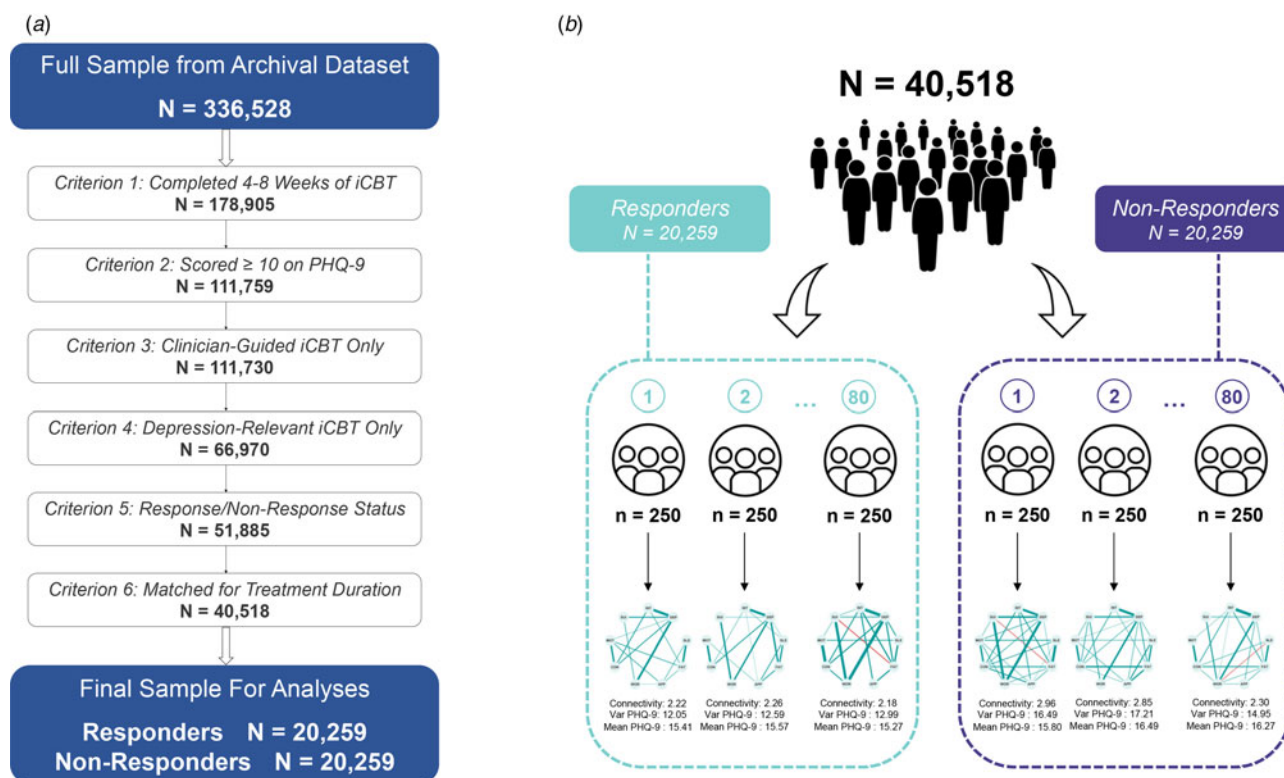 (a)
Full Sample from Archival Dataset
N = 336,528
Criterion 1: Completed 4-8 Weeks of iCBT
N = 178,905
Criterion 2: Scored ≥ 10 on PHQ-9
N = 111,759
Criterion 3: Clinician-Guided iCBT Only
N = 111,730
Criterion 4: Depression-Relevant iCBT Only
N = 66,970
Criterion 5: Response/Non-Response Status
N = 51,885
Criterion 6: Matched for Treatment Duration
N = 40,518
Final Sample For Analyses
Responders N = 20,259
Non-Responders N = 20,259
(b)
N = 40,518
Responders
N = 20,259
Non-Responders
N = 20,259
1 2 ... 80
n = 250 n = 250 n = 250
Connectivity: 2.22
Var PHQ-9 : 12.05
Mean PHQ-9 : 15.41
Connectivity: 2.26
Var PHQ-9 : 12.59
Mean PHQ-9 : 15.57
Connectivity: 2.18
Var PHQ-9 : 12.99
Mean PHQ-9 : 15.27
1 2 ... 80
n = 250 n = 250 n = 250
Connectivity: 2.96
Var PHQ-9 : 16.49
Mean PHQ-9 : 15.80
Connectivity: 2.85
Var PHQ-9 : 17.21
Mean PHQ-9 : 16.49
Connectivity: 2.30
Var PHQ-9 : 14.95
Mean PHQ-9 : 16.27